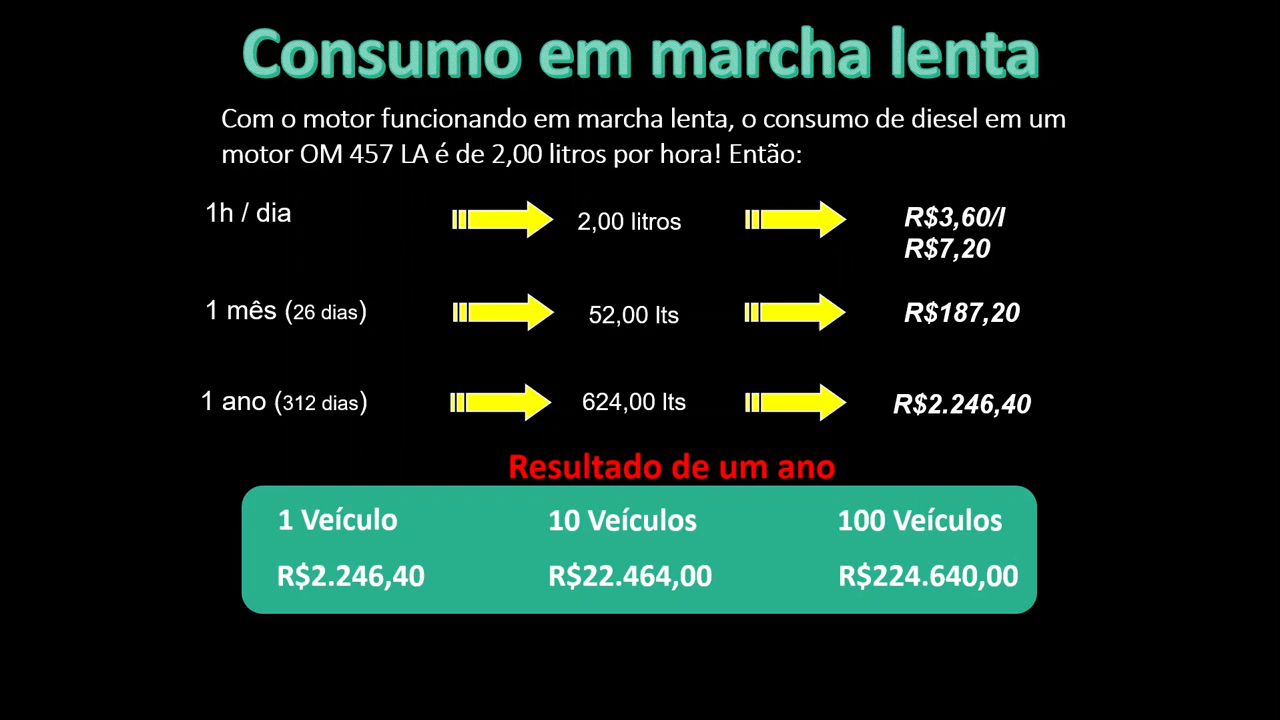 Consumo em marcha lenta
Com o motor funcionando em marcha lenta, o consumo de diesel em um
motor OM 457 LA é de 2,00 litros por hora! Então:
1h / dia
2,00 litros
R$3,60/l
R$7,20
1 mês (26 dias)
52,00 lts
R$187,20
1 ano (312 dias)
624,00 lts
R$2.246,40
Resultado de um ano
1 Veículo
10 Veículos
100 Veículos
R$2.246,40
R$22.464,00
R$224.640,00